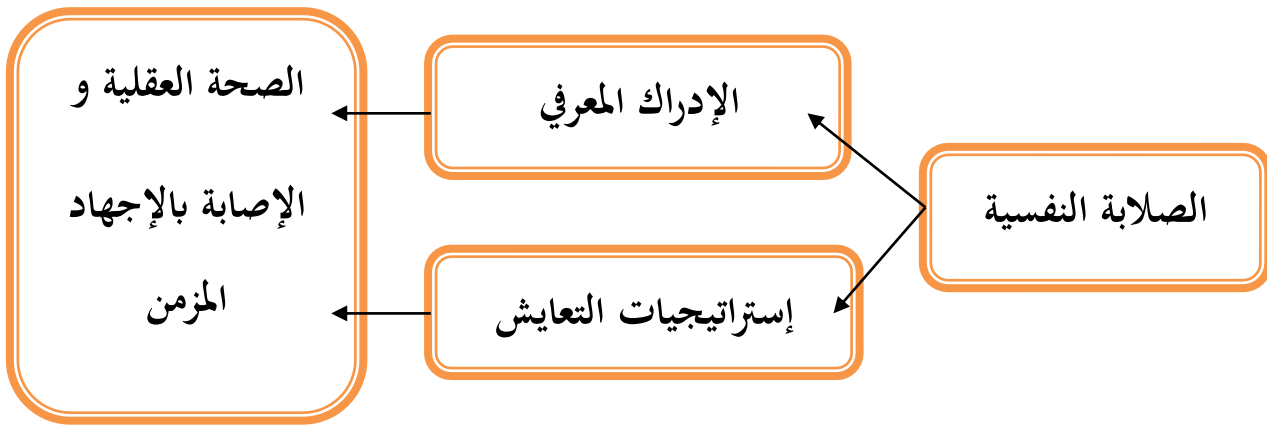 الصلابة النفسية
الإدراك المعرفي
إستراتيجيات التعايش
الصحة العقلية و
الإصابة بالإجهاد
المزمن